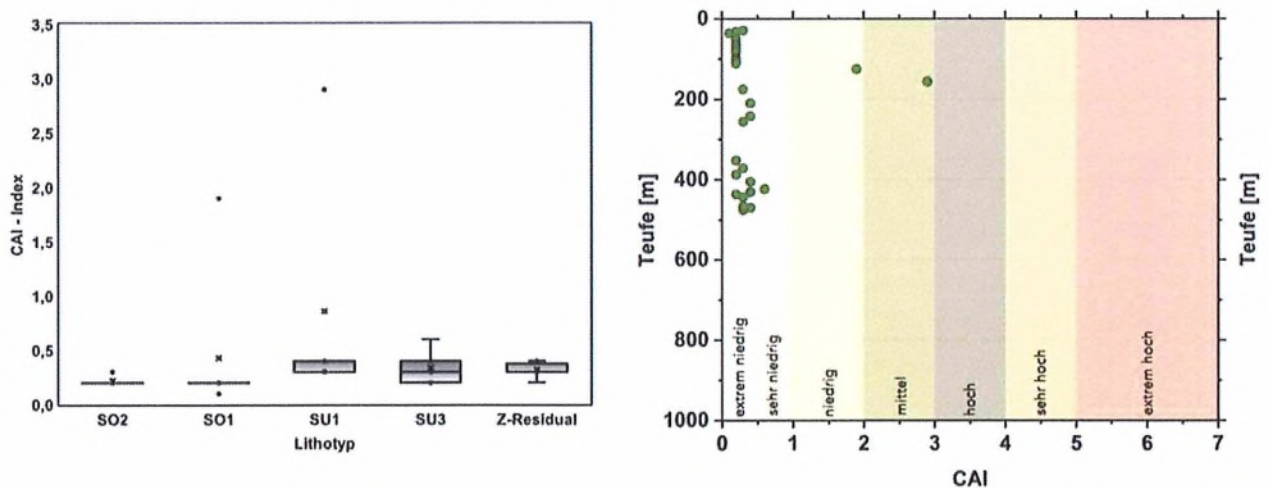 3,5
3,0
2,5
2,0
1,5
1,0
0,5
0,0
CAI - Index
SO2 SO1 SU1 SU3 Z-Residual
Lithotyp
0
200
400
600
800
1000
Teufe [m]
extrem niedrig
sehr niedrig
niedrig
mittel
hoch
sehr hoch
extrem hoch
Teufe [m]
0 1 2 3 4 5 6 7
CAI